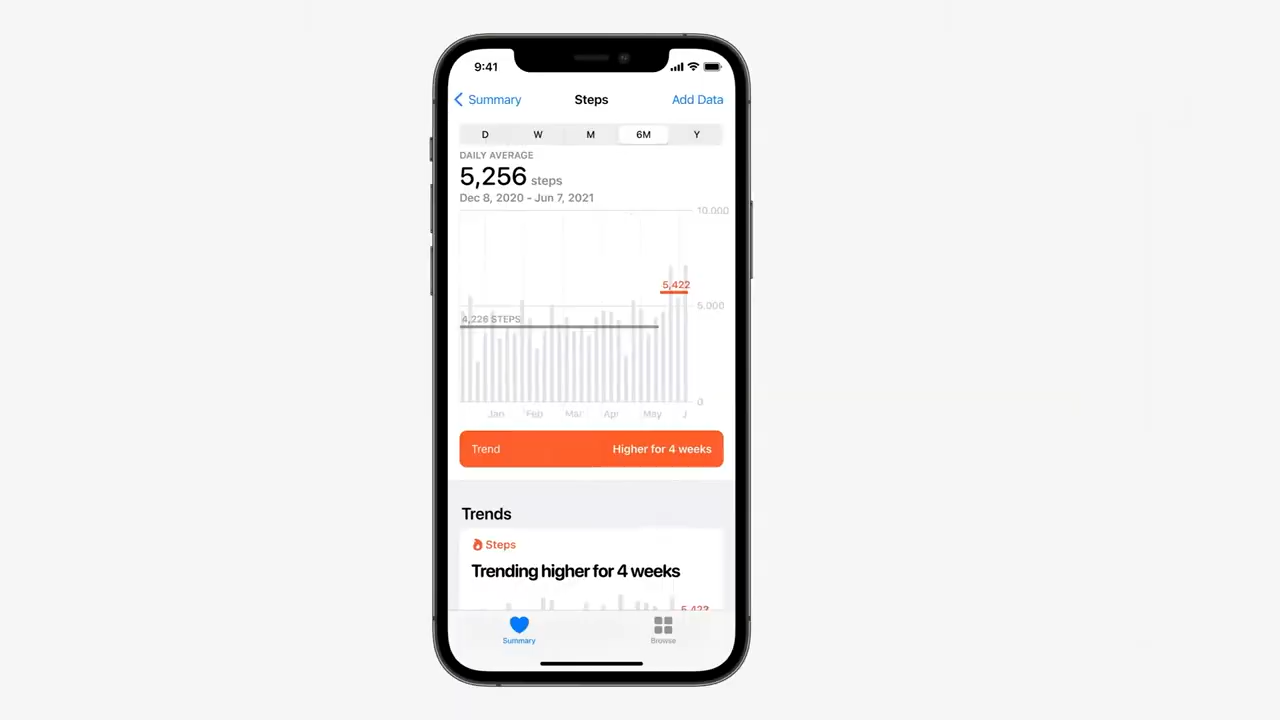 9:41
Summary Steps Add Data
D W M 6M Y
DAILY AVERAGE
5,256 steps
Dec 8, 2020 - Jun 7, 2021
10.000
5,422
5.000
4,226 STEPS
0
Jan Feb Mar Apr May J
Trend Higher for 4 weeks
Trends
Steps
Trending higher for 4 weeks
5,422
Summary Browse